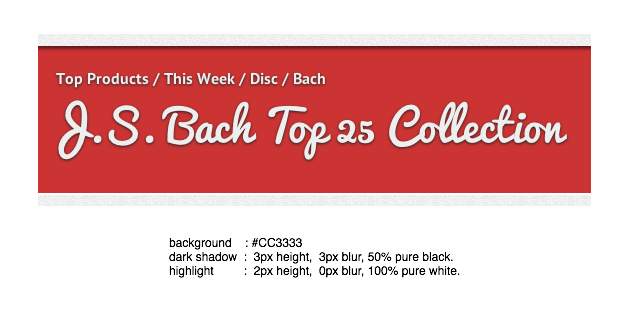 Top Products / This Week / Disc / Bach
J.S. Bach Top 25 Collection
background : #CC3333
dark shadow : 3px height, 3px blur, 50% pure black.
highlight : 2px height, 0px blur, 100% pure white.